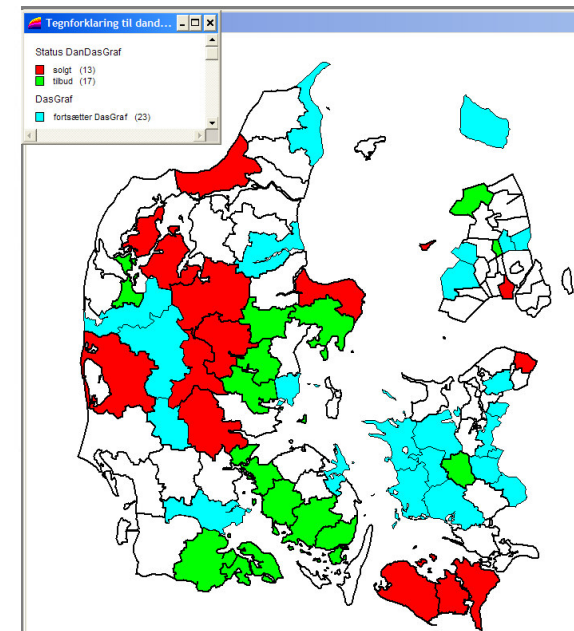 Tegnforklaring til dand...
Status DanDasGraf
solgt (13)
tilbud (17)
DasGraf
fortsætter DasGraf (23)